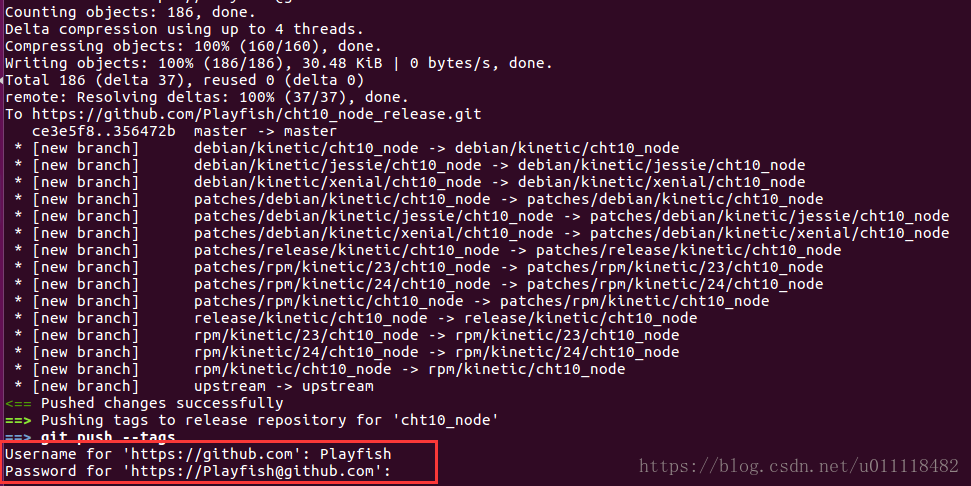 Counting objects: 186, done.
Delta compression using up to 4 threads.
Compressing objects: 100% (160/160), done.
Writing objects: 100% (186/186), 30.48 KiB | 0 bytes/s, done.
Total 186 (delta 37), reused 0 (delta 0)
remote: Resolving deltas: 100% (37/37), done.
To https://github.com/Playfish/cht10_node_release.git
   ce3e5f8..356472b  master -> master
 * [new branch]      debian/kinetic/cht10_node -> debian/kinetic/cht10_node
 * [new branch]      debian/kinetic/jessie/cht10_node -> debian/kinetic/jessie/cht10_node
 * [new branch]      debian/kinetic/xenial/cht10_node -> debian/kinetic/xenial/cht10_node
 * [new branch]      patches/debian/kinetic/cht10_node -> patches/debian/kinetic/cht10_node
 * [new branch]      patches/debian/kinetic/jessie/cht10_node -> patches/debian/kinetic/jessie/cht10_node
 * [new branch]      patches/debian/kinetic/xenial/cht10_node -> patches/debian/kinetic/xenial/cht10_node
 * [new branch]      patches/release/kinetic/cht10_node -> patches/release/kinetic/cht10_node
 * [new branch]      patches/rpm/kinetic/23/cht10_node -> patches/rpm/kinetic/23/cht10_node
 * [new branch]      patches/rpm/kinetic/24/cht10_node -> patches/rpm/kinetic/24/cht10_node
 * [new branch]      patches/rpm/kinetic/cht10_node -> patches/rpm/kinetic/cht10_node
 * [new branch]      release/kinetic/cht10_node -> release/kinetic/cht10_node
 * [new branch]      rpm/kinetic/23/cht10_node -> rpm/kinetic/23/cht10_node
 * [new branch]      rpm/kinetic/24/cht10_node -> rpm/kinetic/24/cht10_node
 * [new branch]      rpm/kinetic/cht10_node -> rpm/kinetic/cht10_node
 * [new branch]      upstream -> upstream
<== Pushed changes successfully
==> Pushing tags to release repository for 'cht10_node'
==> git push --tags
Username for 'https://github.com': Playfish
Password for 'https://Playfish@github.com':
https://blog.csdn.net/u011118482